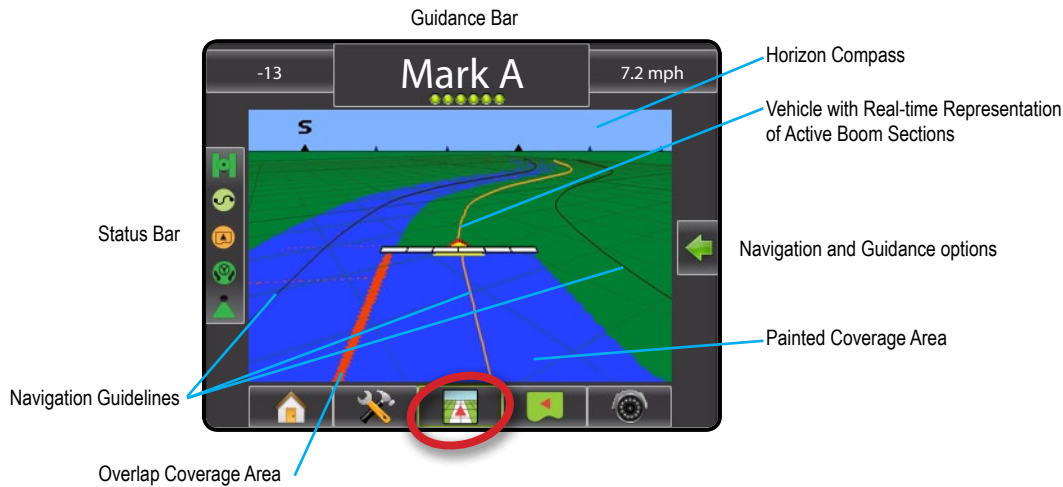 Guidance Bar
-13
Mark A
7.2 mph
Horizon Compass
S
Vehicle with Real-time Representation
of Active Boom Sections
Status Bar
Navigation and Guidance options
Painted Coverage Area
Navigation Guidelines
Overlap Coverage Area